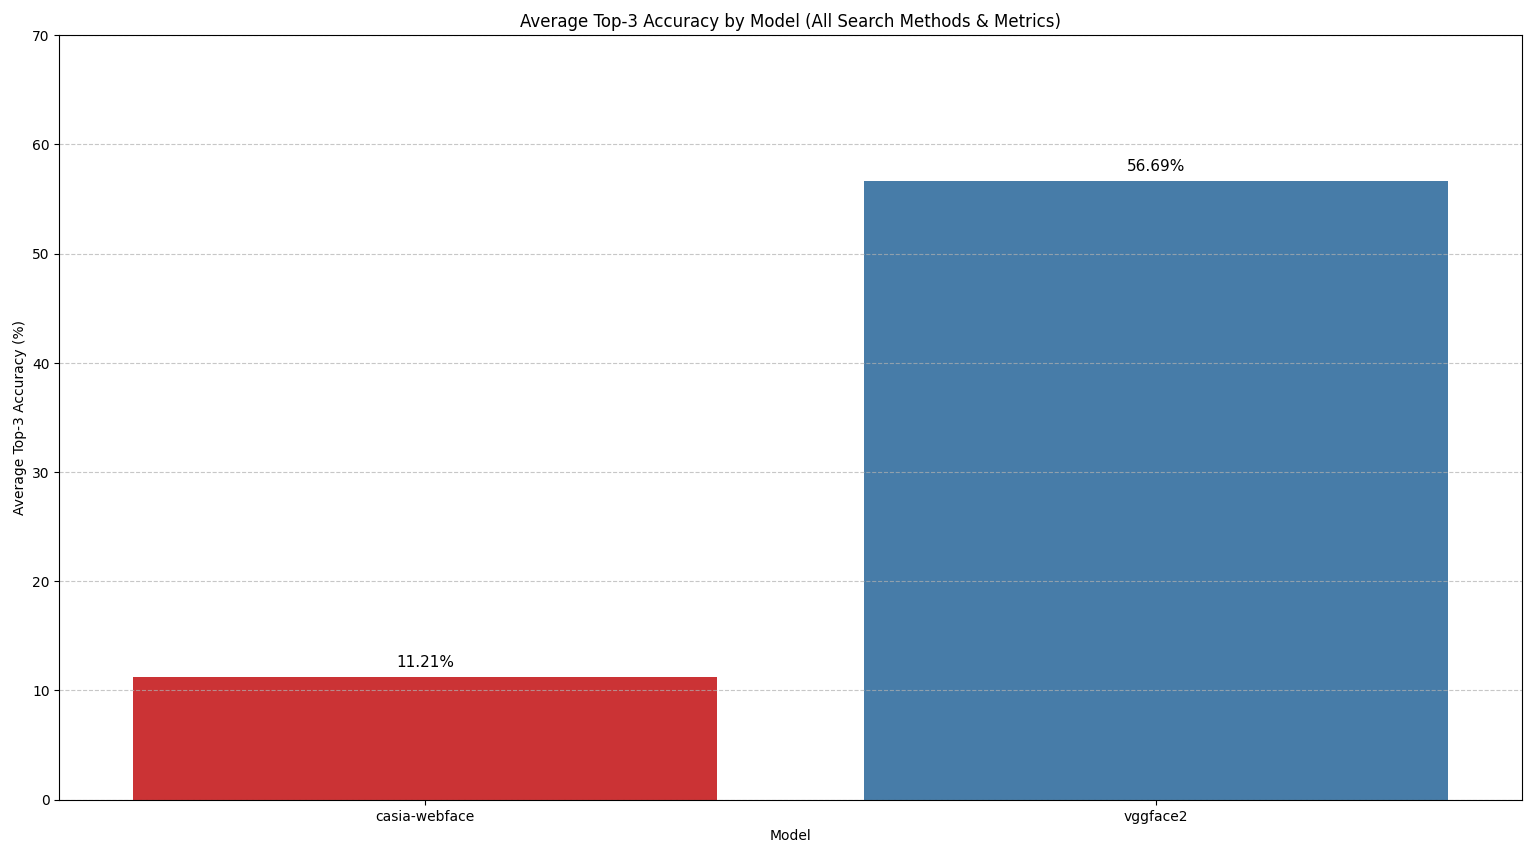 Average Top-3 Accuracy by Model (All Search Methods & Metrics)
Average Top-3 Accuracy (%)
70
60
50
40
30
20
10
0
11.21%
56.69%
casia-webface
vggface2
Model